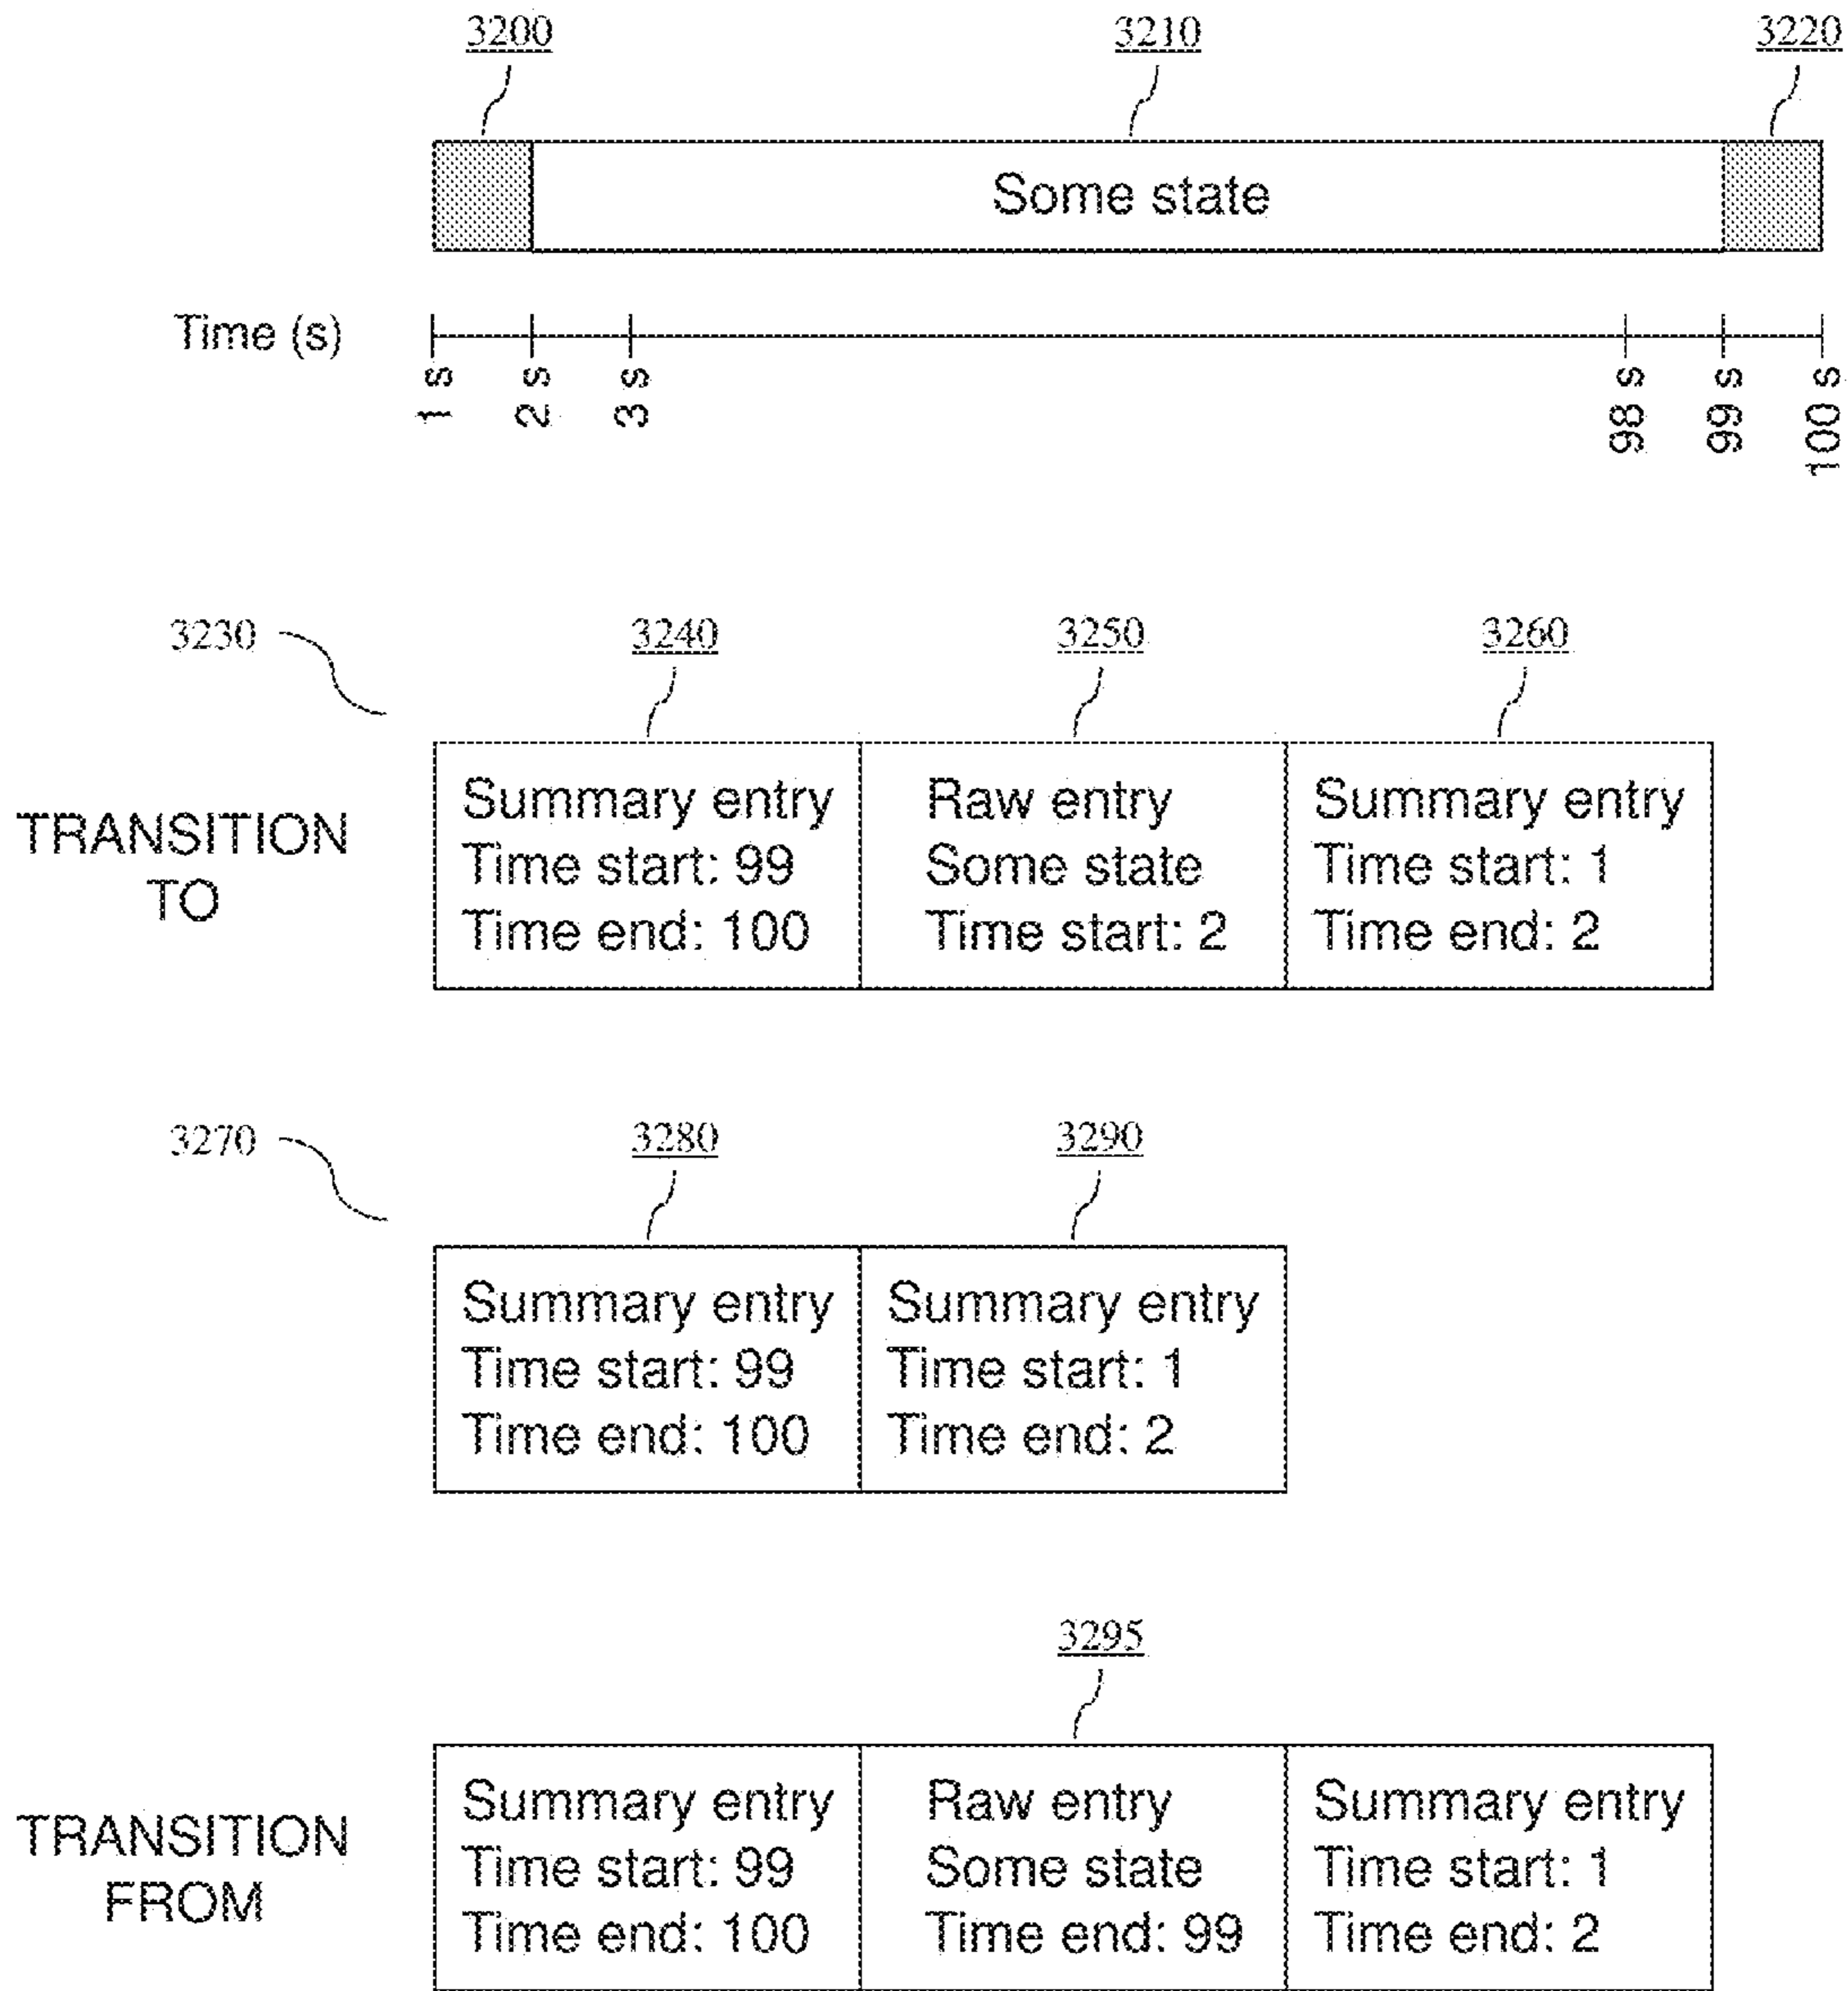 3200 3210 3220
Some state
Time (s)
1 s
2 s
3 s
98 s
99 s
100 s
3230 3240 3250 3260
TRANSITION
TO
Summary entry
Time start: 99
Time end: 100
Raw entry
Some state
Time start: 2
Summary entry
Time start: 1
Time end: 2
3270 3280 3290
Summary entry
Time start: 99
Time end: 100
Summary entry
Time start: 1
Time end: 2
3295
TRANSITION
FROM
Summary entry
Time start: 99
Time end: 100
Raw entry
Some state
Time end: 99
Summary entry
Time start: 1
Time end: 2